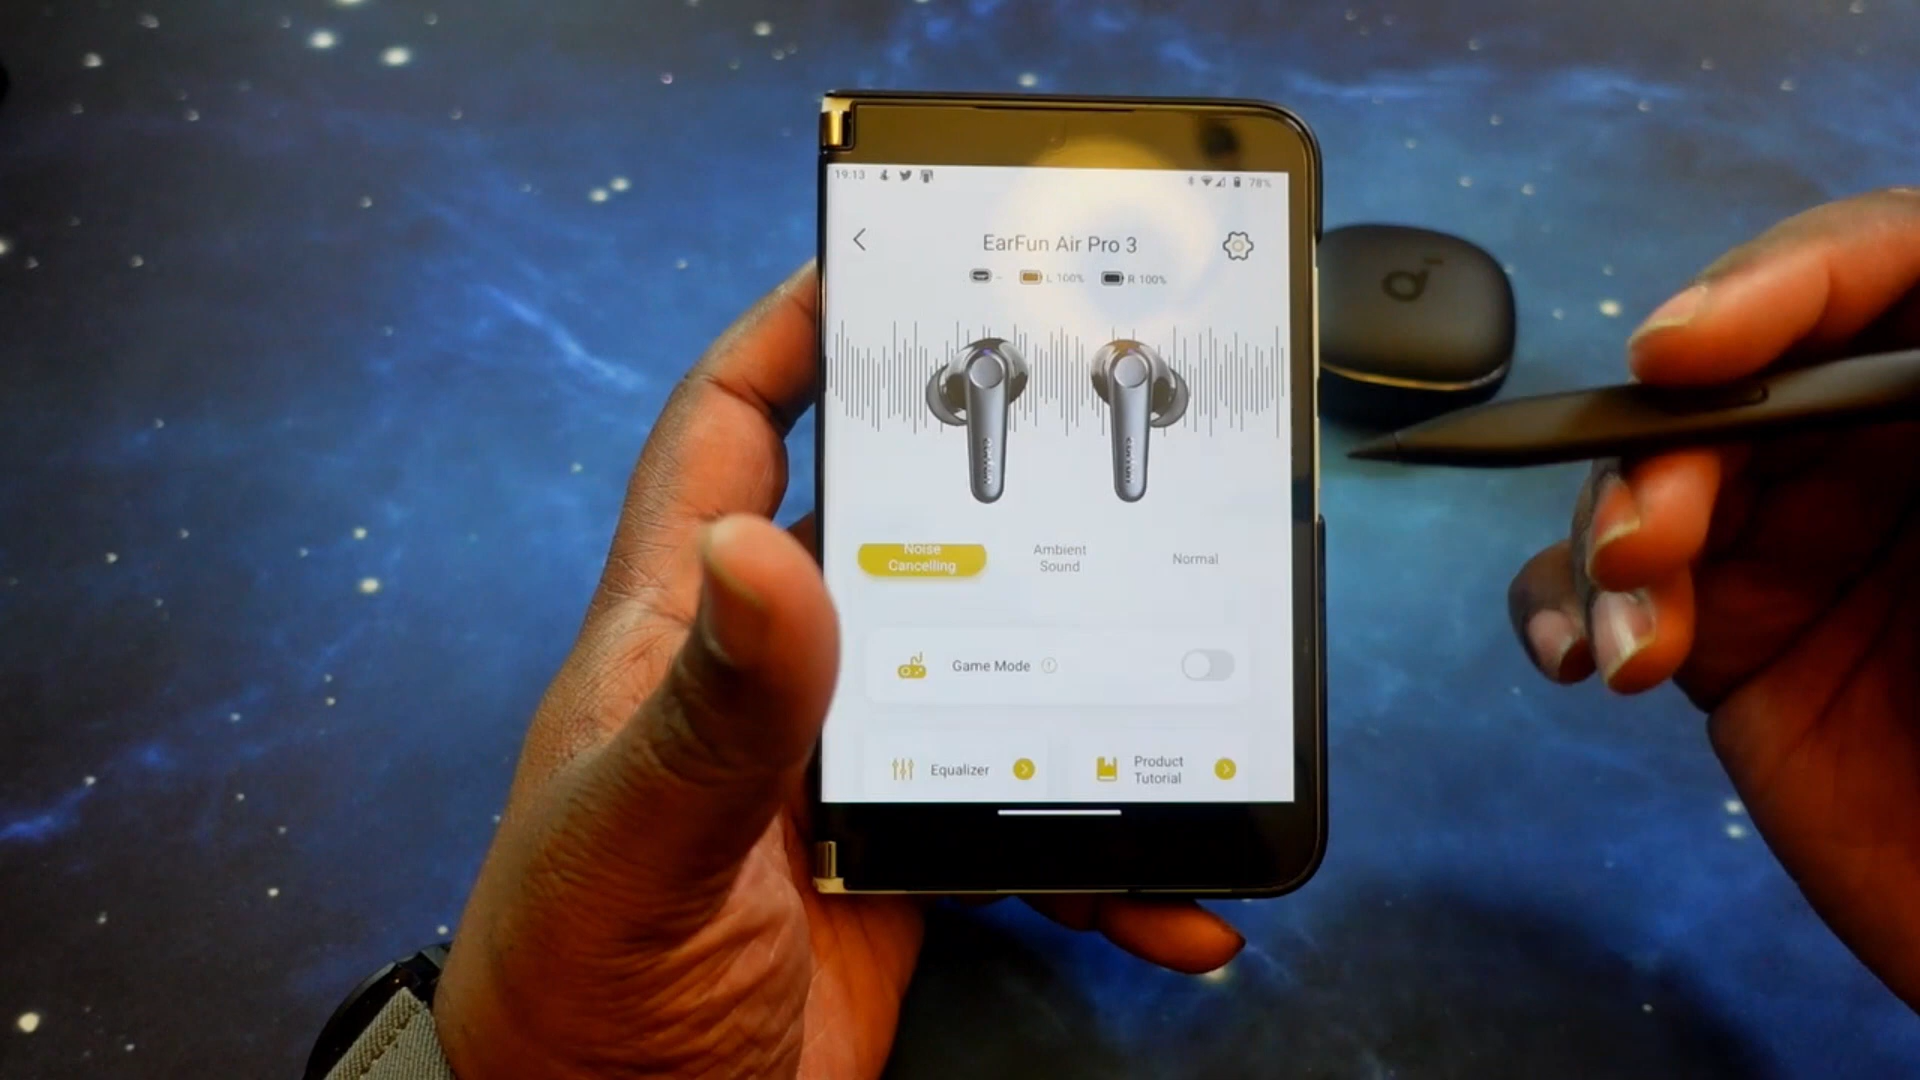 19:13
78%
EarFun Air Pro 3
- L 100% R 100%
Noise
Cancelling
Ambient
Sound
Normal
Game Mode
Equalizer
Product
Tutorial